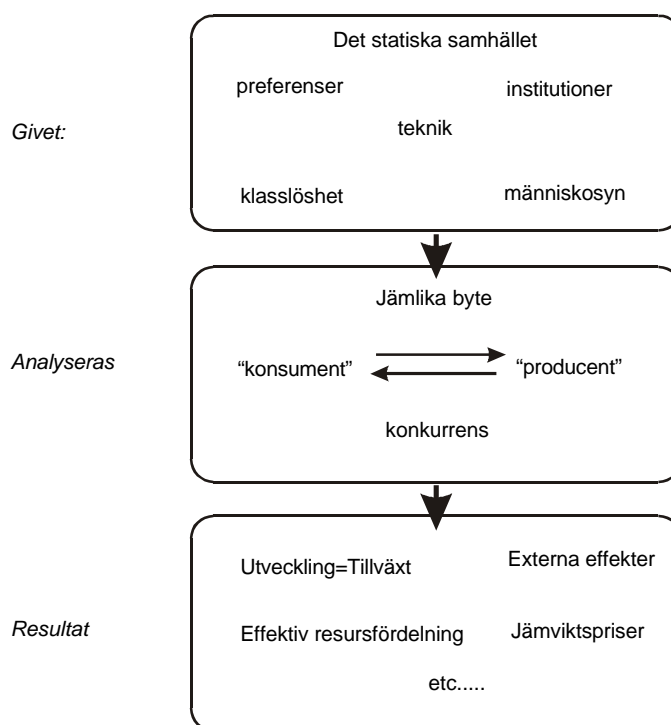 Det statiska samhället
preferenser
institutioner
Givet:
teknik
klasslöshet
människosyn
Jämlika byte
Analyseras
“konsument”
“producent”
konkurrens
Utveckling=Tillväxt
Externa effekter
Resultat
Effektiv resursfördelning
Jämviktspriser
etc.....